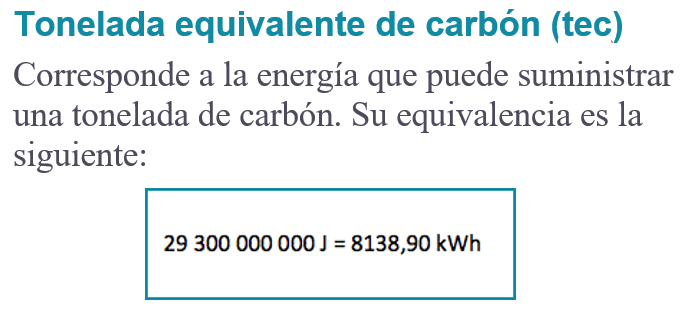 Tonelada equivalente de carbón (tec)
Corresponde a la energía que puede suministrar
una tonelada de carbón. Su equivalencia es la
siguiente:
29 300 000 000 J = 8138,90 kWh